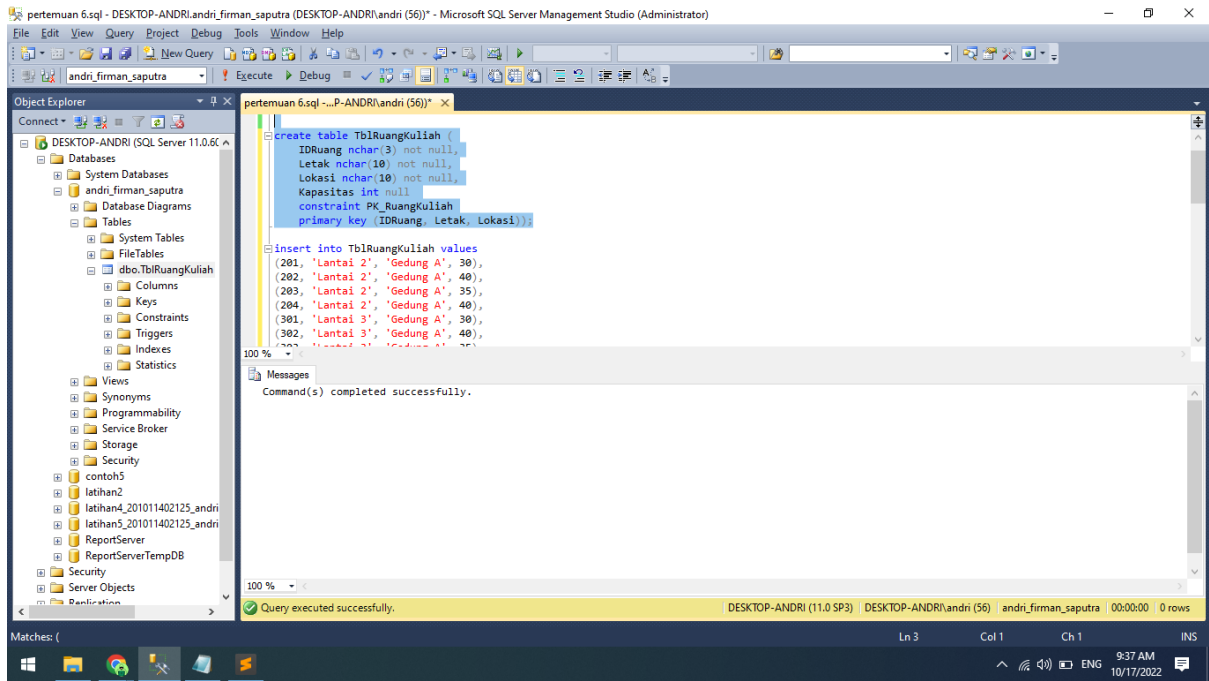 pertemuan 6.sql - DESKTOP-ANDRI.andri_firman_saputra (DESKTOP-ANDRI\andri (56))* - Microsoft SQL Server Management Studio (Administrator)
File Edit View Query Project Debug Tools Window Help
New Query
andri_firman_saputra ! Execute Debug
Object Explorer
Connect
DESKTOP-ANDRI (SQL Server 11.0.60
Databases
System Databases
andri_firman_saputra
Database Diagrams
Tables
System Tables
FileTables
dbo.TblRuangKuliah
Columns
Keys
Constraints
Triggers
Indexes
Statistics
Views
Synonyms
Programmability
Service Broker
Storage
Security
contoh5
latihan2
latihan4_201011402125_andri
latihan5_201011402125_andri
ReportServer
ReportServerTempDB
Security
Server Objects
Replication
pertemuan 6.sql -...P-ANDRI\andri (56))*
create table TblRuangKuliah (
IDRuang nchar(3) not null,
Letak nchar(10) not null,
Lokasi nchar(10) not null,
Kapasitas int null
constraint PK_RuangKuliah
primary key (IDRuang, Letak, Lokasi));
insert into TblRuangKuliah values
(201, 'Lantai 2', 'Gedung A', 30),
(202, 'Lantai 2', 'Gedung A', 40),
(203, 'Lantai 2', 'Gedung A', 35),
(204, 'Lantai 2', 'Gedung A', 40),
(301, 'Lantai 3', 'Gedung A', 30),
(302, 'Lantai 3', 'Gedung A', 40),
(303, 'Lantai 3', 'Gedung A', 35),
100 %
Messages
Command(s) completed successfully.
100 %
Query executed successfully. DESKTOP-ANDRI (11.0 SP3) DESKTOP-ANDRI\andri (56) andri_firman_saputra 00:00:00 0 rows
Matches: ( Ln 3 Col 1 Ch 1 INS
ENG 9:37 AM
10/17/2022